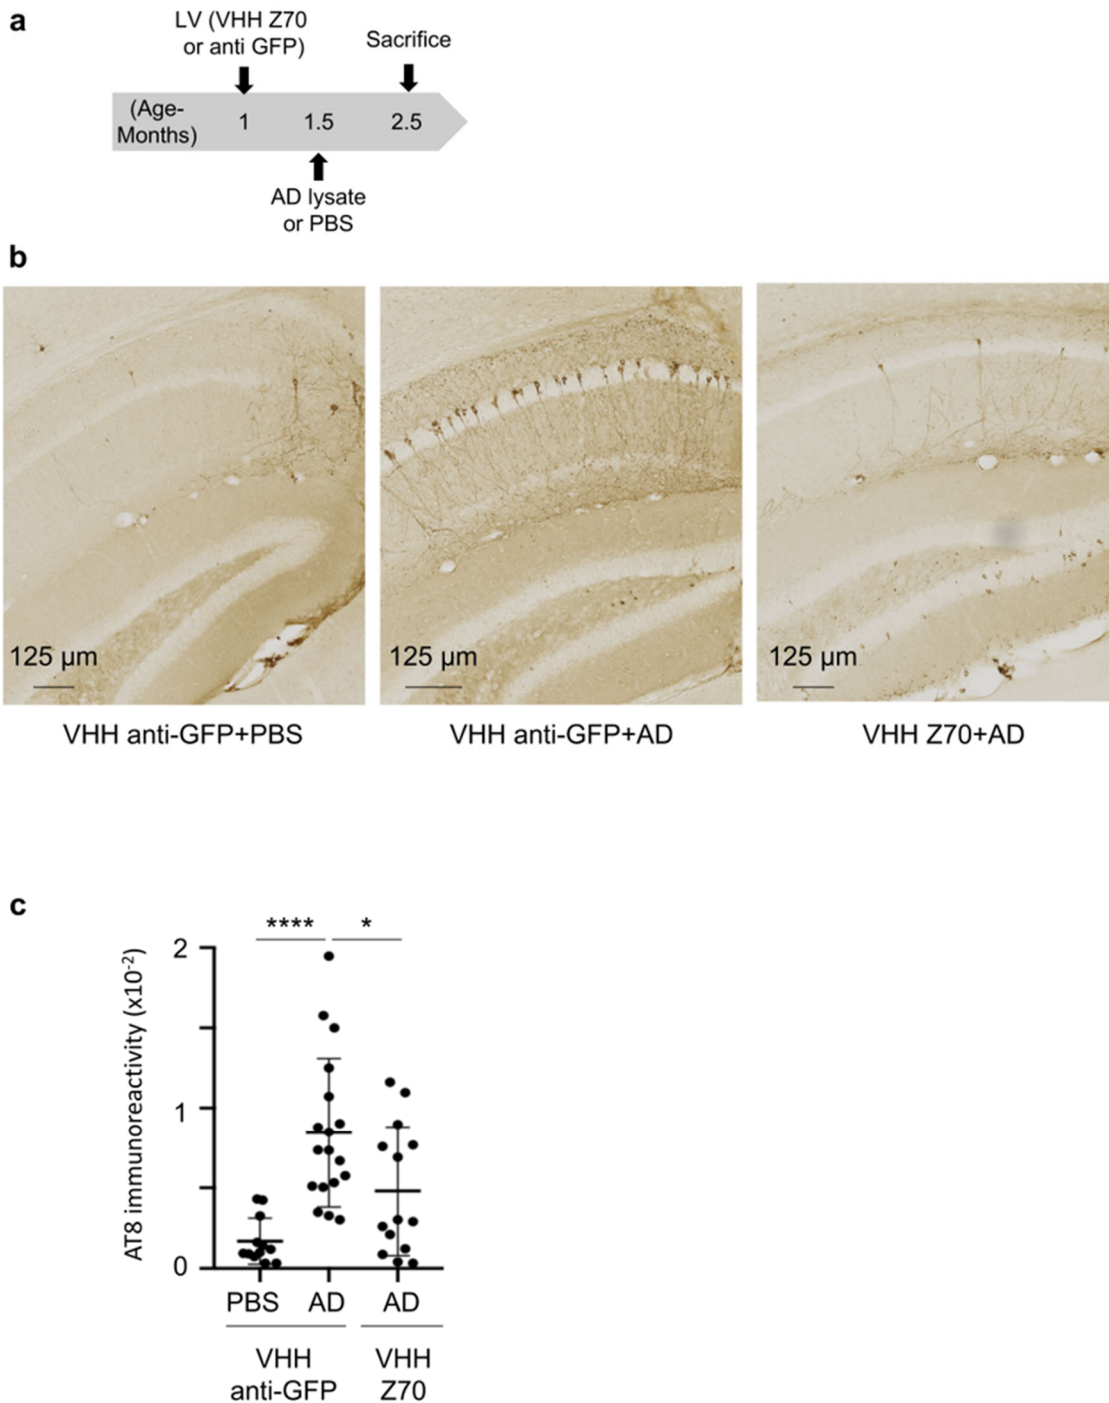 a
LV (VHH Z70
or anti GFP)
Sacrifice
(Age-
Months)
1
1.5
2.5
AD lysate
or PBS
b
125 µm
125 µm
125 µm
VHH anti-GFP+PBS
VHH anti-GFP+AD
VHH Z70+AD
c
****
*
AT8 immunoreactivity (x10⁻²)
2
1
0
PBS
AD
AD
VHH
anti-GFP
VHH
Z70